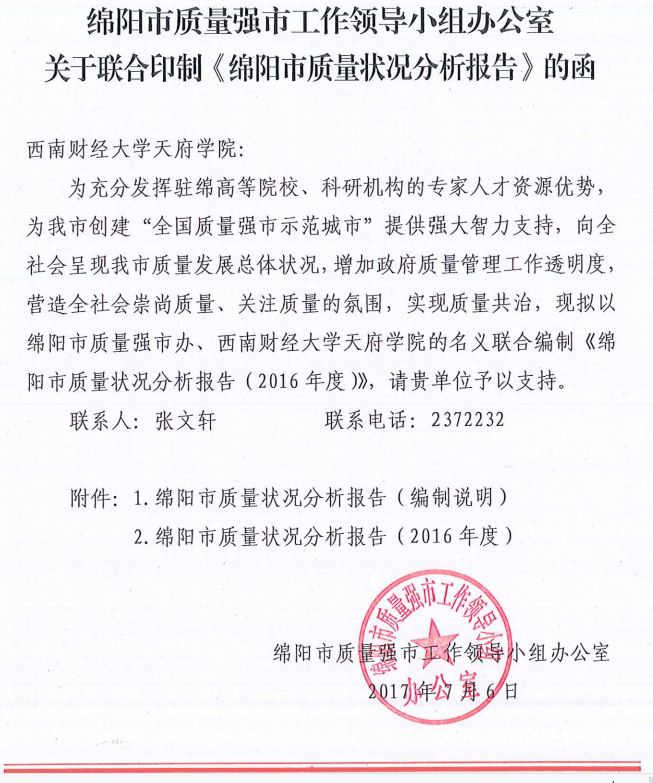 绵阳市质量强市工作领导小组办公室
关于联合印制《绵阳市质量状况分析报告》的函
西南财经大学天府学院：
为充分发挥驻绵高等院校、科研机构的专家人才资源优势，
为我市创建“全国质量强市示范城市”提供强大智力支持，向全
社会呈现我市质量发展总体状况，增加政府质量管理工作透明度，
营造全社会崇尚质量、关注质量的氛围，实现质量共治，现拟以
绵阳市质量强市办、西南财经大学天府学院的名义联合编制《绵
阳市质量状况分析报告（2016年度）》，请贵单位予以支持。
联系人：张文轩 联系电话：2372232
附件：1.绵阳市质量状况分析报告（编制说明）
2.绵阳市质量状况分析报告（2016年度）
绵阳市质量强市工作领导小组
办公室
绵阳市质量强市工作领导小组办公室
2017年7月6日